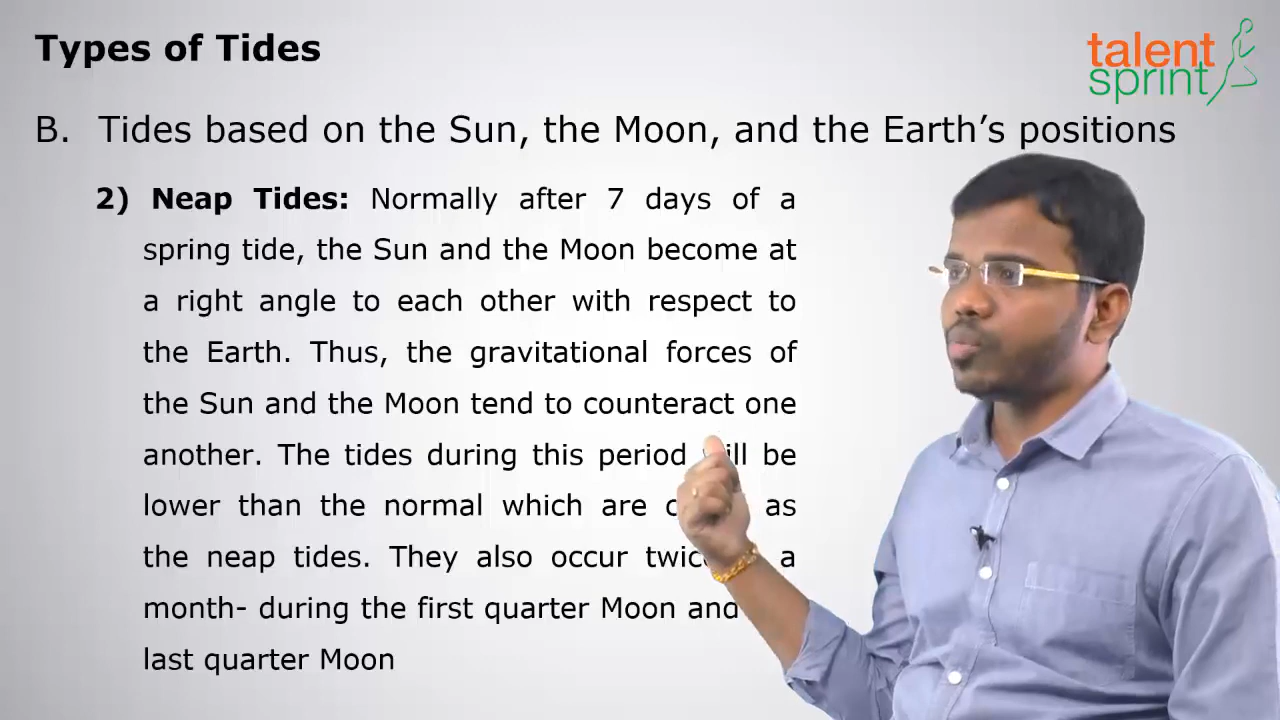 Types of Tides
talent
sprint
B. Tides based on the Sun, the Moon, and the Earth’s positions
2) Neap Tides: Normally after 7 days of a
spring tide, the Sun and the Moon become at
a right angle to each other with respect to
the Earth. Thus, the gravitational forces of
the Sun and the Moon tend to counteract one
another. The tides during this period will be
lower than the normal which are as
the neap tides. They also occur twice a
month- during the first quarter Moon and
last quarter Moon